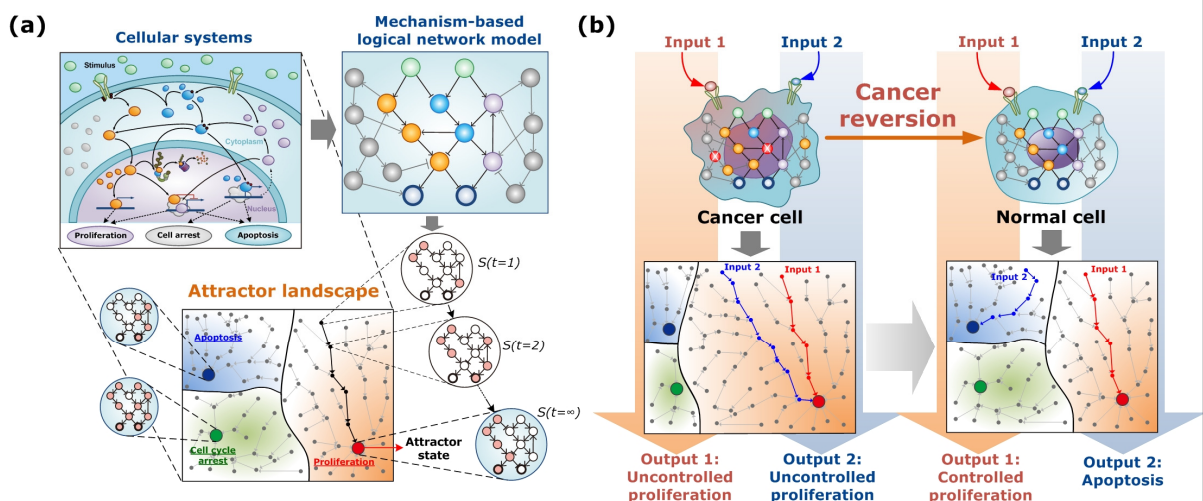 (a)
Cellular systems
Mechanism-based
logical network model
Stimulus
Cytoplasm
Nucleus
Proliferation
Cell arrest
Apoptosis
S(t=1)
S(t=2)
S(t=∞)
Attractor landscape
Apoptosis
Cell cycle
arrest
Proliferation
Attractor
state
(b)
Input 1
Input 2
Cancer cell
Cancer
reversion
Input 1
Input 2
Normal cell
Input 2
Input 1
Input 2
Input 1
Output 1:
Uncontrolled
proliferation
Output 2:
Uncontrolled
proliferation
Output 1:
Controlled
proliferation
Output 2:
Apoptosis